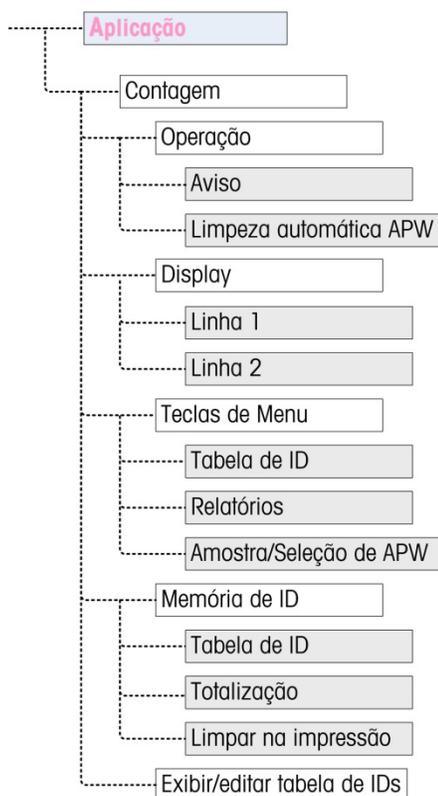 Aplicação
Contagem
Operação
Aviso
Limpeza automática APW
Display
Linha 1
Linha 2
Teclas de Menu
Tabela de ID
Relatórios
Amostra/Seleção de APW
Memória de ID
Tabela de ID
Totalização
Limpar na impressão
Exibir/editar tabela de IDs